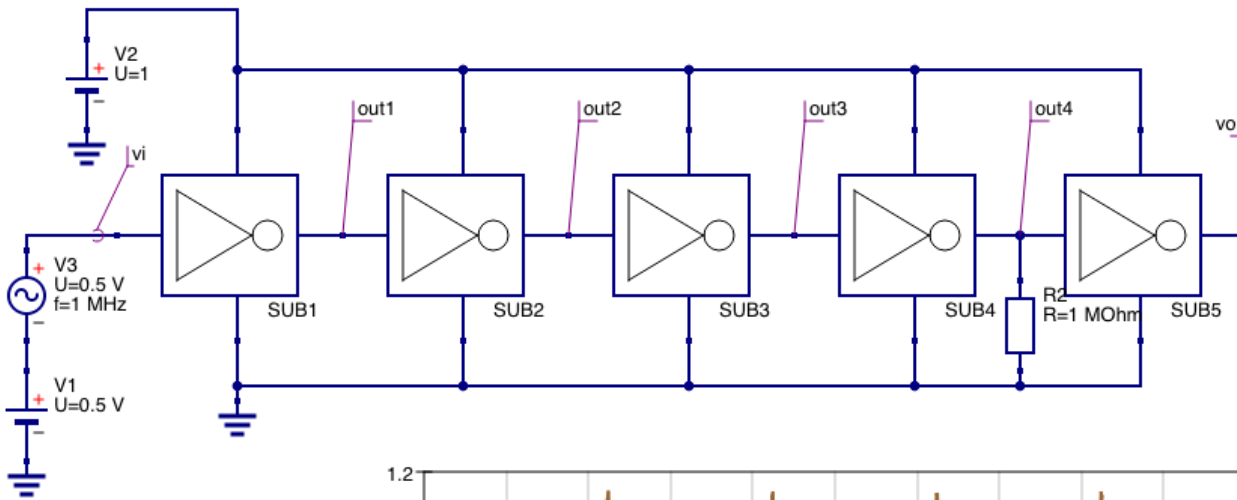 V2
U=1
vi
out1
out2
out3
out4
vo
V3
U=0.5 V
f=1 MHz
V1
U=0.5 V
SUB1
SUB2
SUB3
SUB4
R2
R=1 MOhm
SUB5
1.2